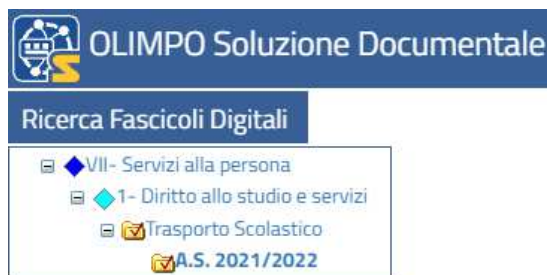 OLIMPO Soluzione Documentale
S
Ricerca Fascicoli Digitali
VII- Servizi alla persona
1- Diritto allo studio e servizi
Trasporto Scolastico
A.S. 2021/2022